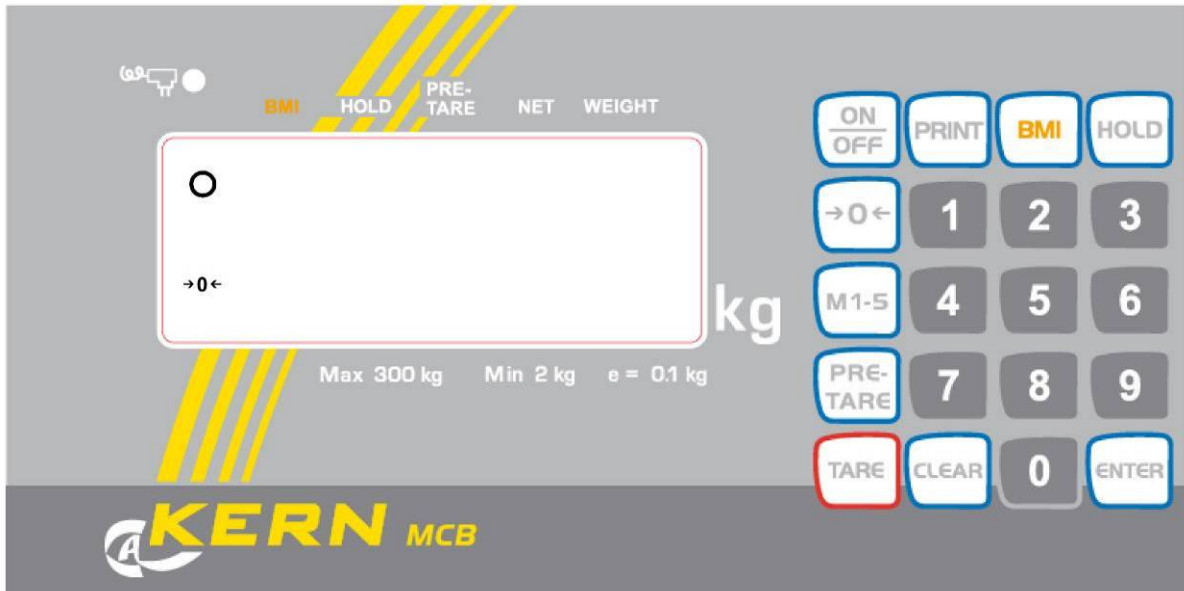 BMI HOLD PRE-TARE NET WEIGHT
→0←
kg
Max 300 kg Min 2 kg e = 0.1 kg
KERN MCB
ON OFF PRINT BMI HOLD
→0← 1 2 3
M1-5 4 5 6
PRE-TARE 7 8 9
TARE CLEAR 0 ENTER